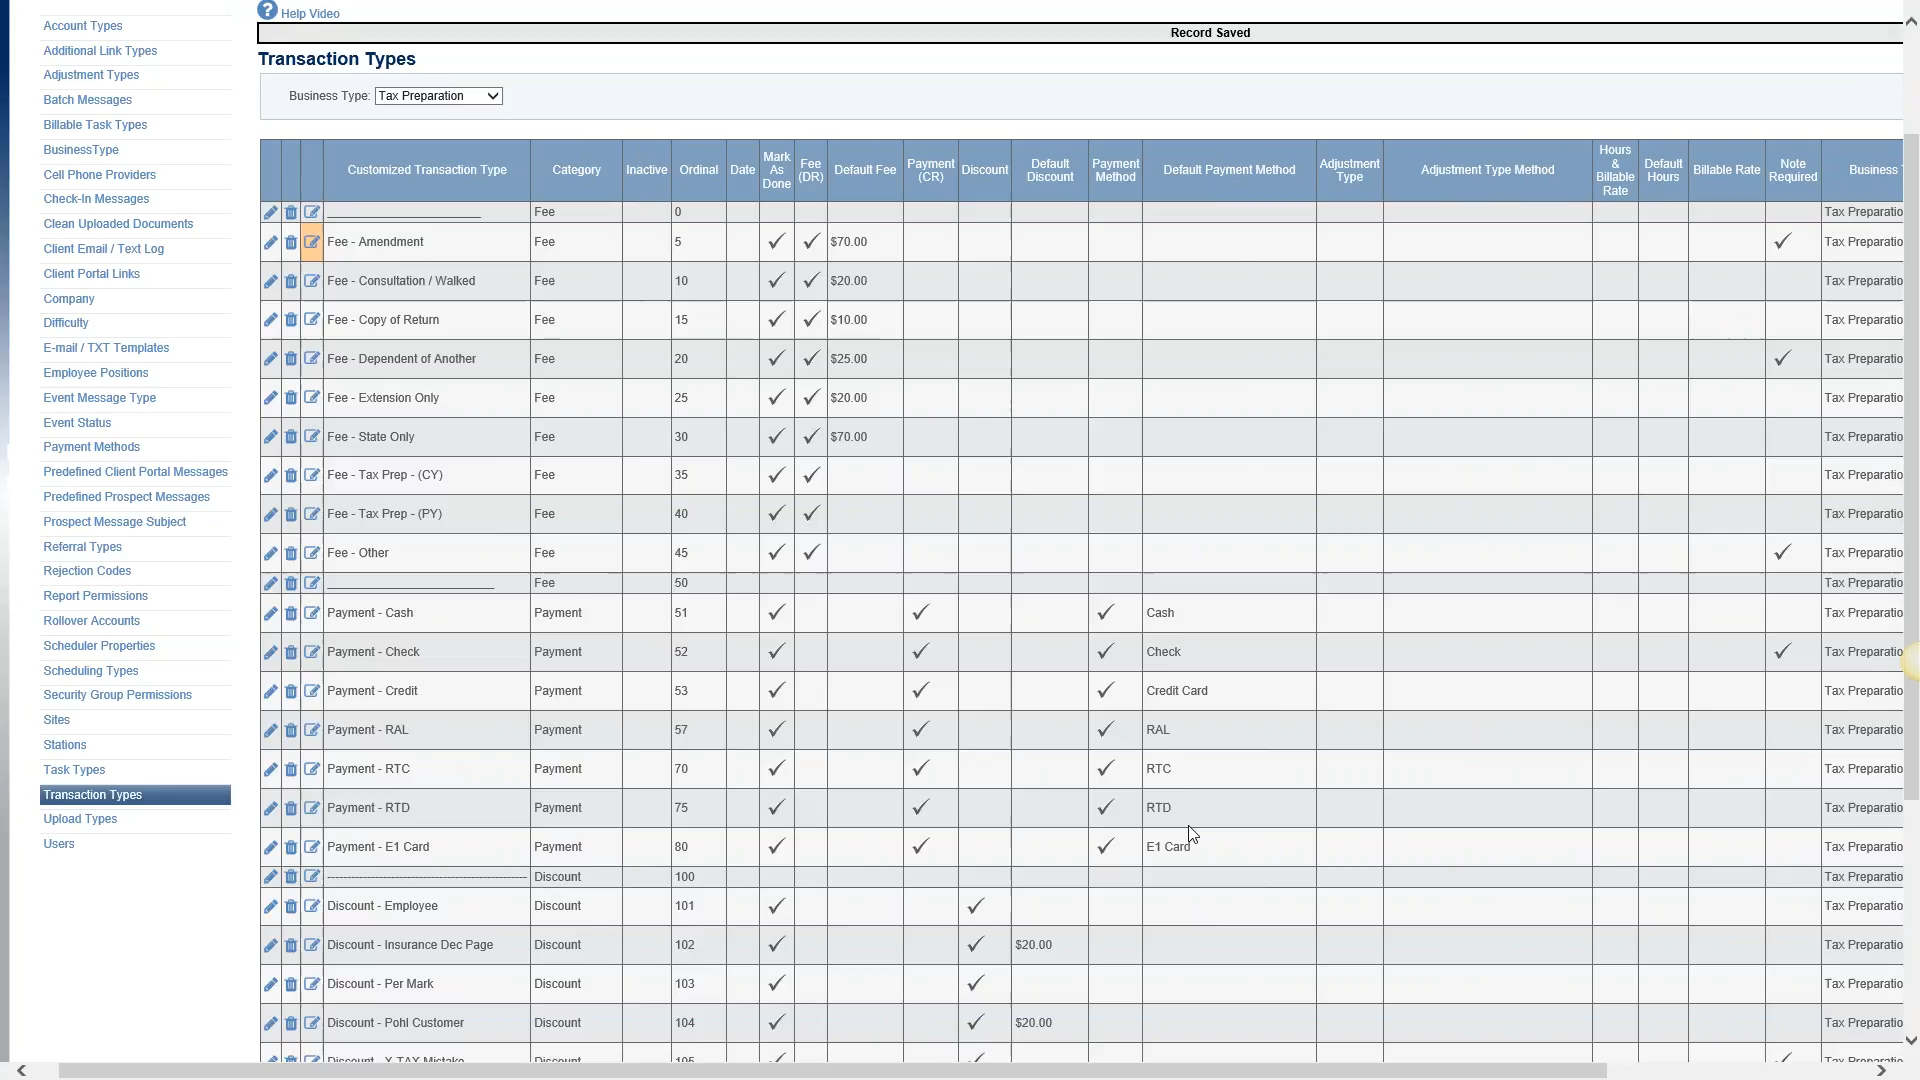 Help Video
Record Saved
Transaction Types
Business Type: Tax Preparation
Account Types
Additional Link Types
Adjustment Types
Batch Messages
Billable Task Types
BusinessType
Cell Phone Providers
Check-In Messages
Clean Uploaded Documents
Client Email / Text Log
Client Portal Links
Company
Difficulty
E-mail / TXT Templates
Employee Positions
Event Message Type
Event Status
Payment Methods
Predefined Client Portal Messages
Predefined Prospect Messages
Prospect Message Subject
Referral Types
Rejection Codes
Report Permissions
Rollover Accounts
Scheduler Properties
Scheduling Types
Security Group Permissions
Sites
Stations
Task Types
Transaction Types
Upload Types
Users
Customized Transaction Type Category Inactive Ordinal Date Mark As Done Fee (DR) Default Fee Payment (CR) Discount Default Discount Payment Method Default Payment Method Adjustment Type Adjustment Type Method Hours & Billable Rate Default Hours Billable Rate Note Required Business T
Fee 0 Tax Preparatio
Fee - Amendment Fee 5 $70.00 Tax Preparatio
Fee - Consultation / Walked Fee 10 $20.00 Tax Preparatio
Fee - Copy of Return Fee 15 $10.00 Tax Preparatio
Fee - Dependent of Another Fee 20 $25.00 Tax Preparatio
Fee - Extension Only Fee 25 $20.00 Tax Preparatio
Fee - State Only Fee 30 $70.00 Tax Preparatio
Fee - Tax Prep - (CY) Fee 35 Tax Preparatio
Fee - Tax Prep - (PY) Fee 40 Tax Preparatio
Fee - Other Fee 45 Tax Preparatio
Fee 50 Tax Preparatio
Payment - Cash Payment 51 Cash Tax Preparatio
Payment - Check Payment 52 Check Tax Preparatio
Payment - Credit Payment 53 Credit Card Tax Preparatio
Payment - RAL Payment 57 RAL Tax Preparatio
Payment - RTC Payment 70 RTC Tax Preparatio
Payment - RTD Payment 75 RTD Tax Preparatio
Payment - E1 Card Payment 80 E1 Card Tax Preparatio
Discount 100 Tax Preparatio
Discount - Employee Discount 101 Tax Preparatio
Discount - Insurance Dec Page Discount 102 $20.00 Tax Preparatio
Discount - Per Mark Discount 103 Tax Preparatio
Discount - Pohl Customer Discount 104 $20.00 Tax Preparatio
Discount - X-TAX Mistake Discount 105 Tax Preparatio